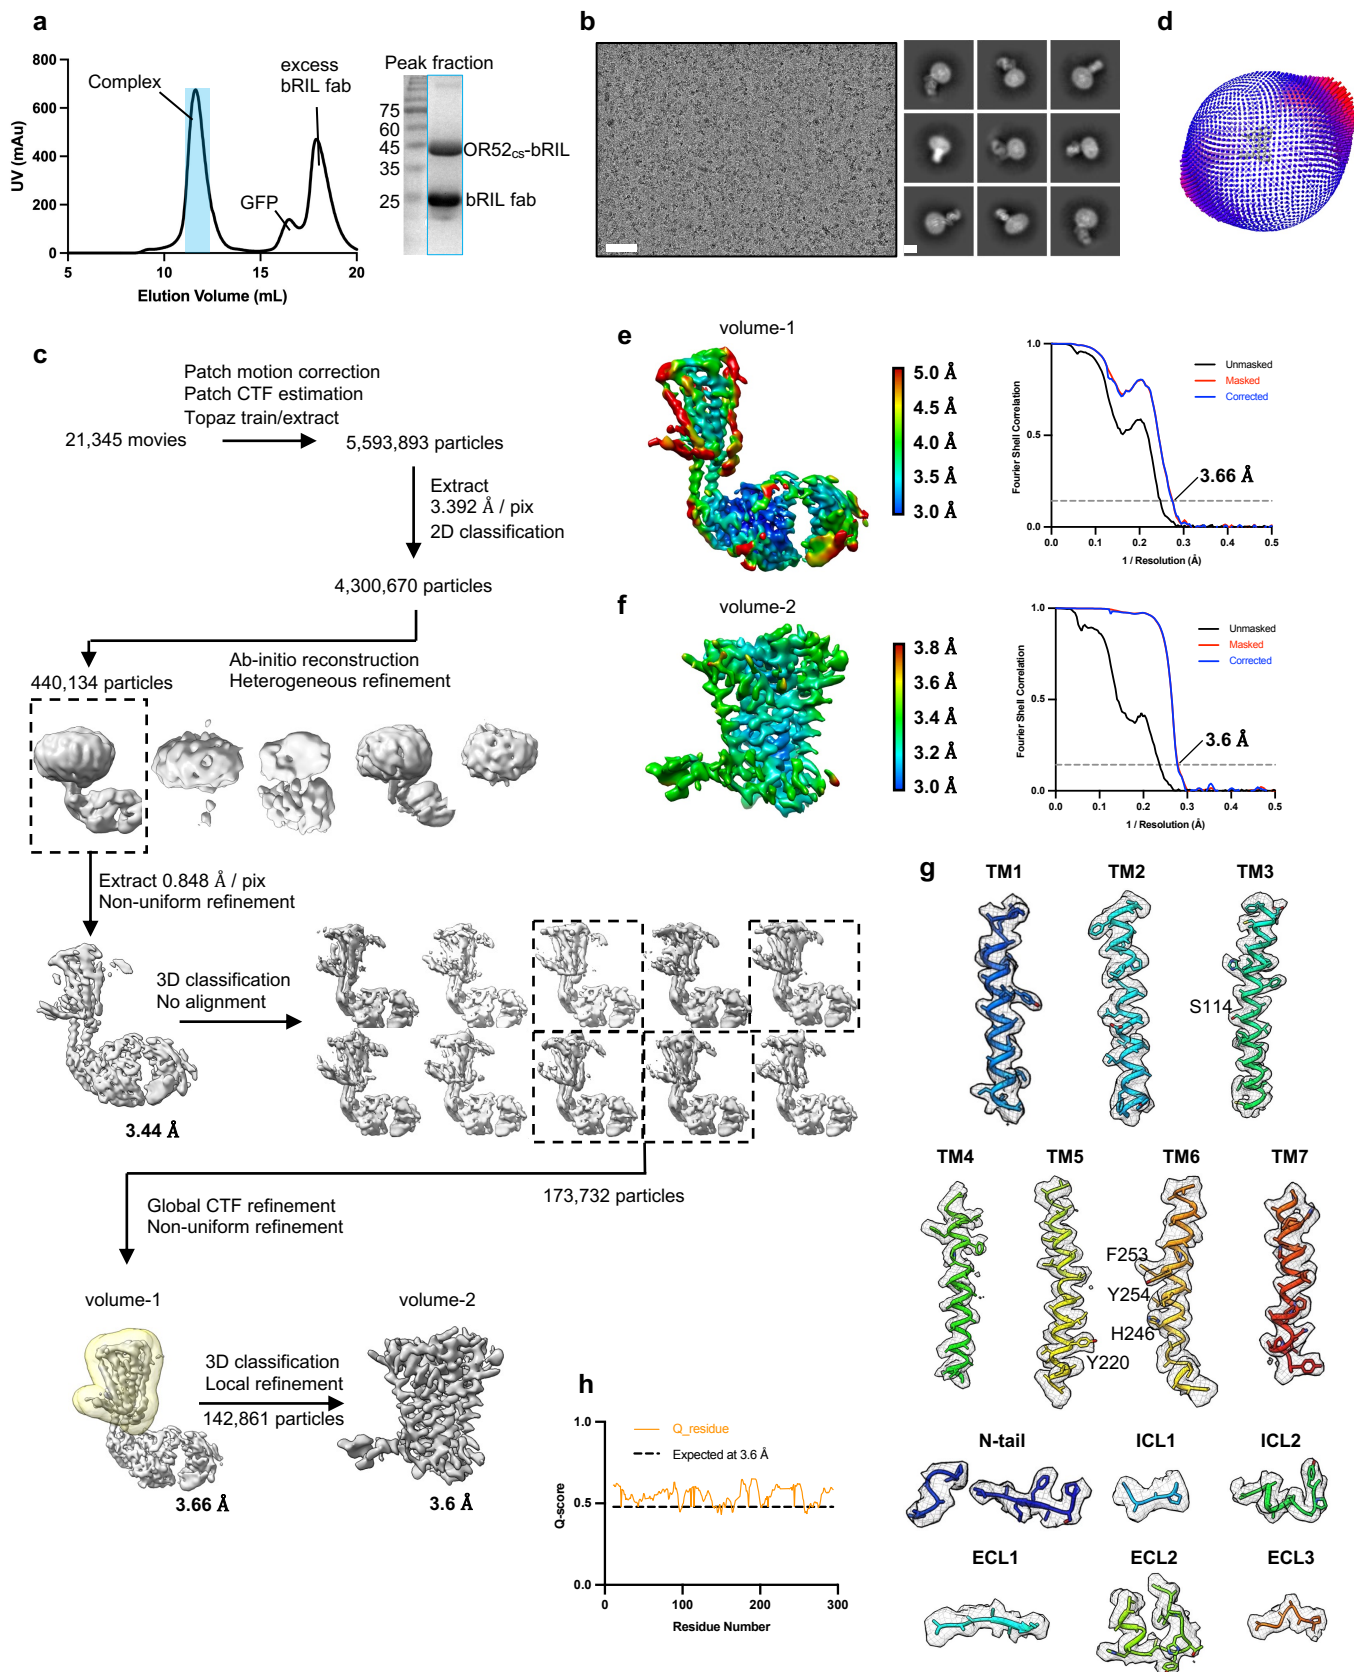 a
800
600
400
200
0
UV (mAu)
5
10
15
20
Elution Volume (mL)
Complex
GFP
excess
bRIL fab
Peak fraction
75
60
45
35
25
OR52cs-bRIL
bRIL fab
b
d
c
Patch motion correction
Patch CTF estimation
Topaz train/extract
21,345 movies
5,593,893 particles
Extract
3.392 Å / pix
2D classification
4,300,670 particles
Ab-initio reconstruction
Heterogeneous refinement
440,134 particles
Extract 0.848 Å / pix
Non-uniform refinement
3D classification
No alignment
3.44 Å
173,732 particles
Global CTF refinement
Non-uniform refinement
volume-1
volume-2
3D classification
Local refinement
142,861 particles
3.66 Å
3.6 Å
e
volume-1
5.0 Å
4.5 Å
4.0 Å
3.5 Å
3.0 Å
1.0
0.5
0.0
Fourier Shell Correlation
Unmasked
Masked
Corrected
3.66 Å
0.0
0.1
0.2
0.3
0.4
0.5
1 / Resolution (Å)
f
volume-2
3.8 Å
3.6 Å
3.4 Å
3.2 Å
3.0 Å
1.0
0.5
0.0
Fourier Shell Correlation
Unmasked
Masked
Corrected
3.6 Å
0.0
0.1
0.2
0.3
0.4
0.5
1 / Resolution (Å)
g
TM1
TM2
TM3
S114
TM4
TM5
TM6
TM7
F253
Y254
H246
Y220
N-tail
ICL1
ICL2
ECL1
ECL2
ECL3
h
1.0
0.5
0.0
Q-score
Q_residue
Expected at 3.6 Å
0
100
200
300
Residue Number